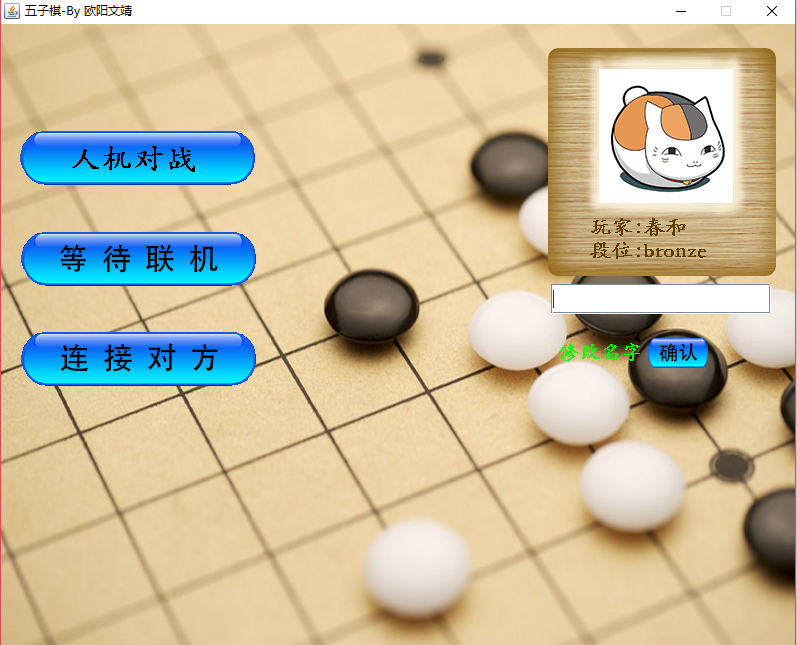 五子棋-By 欧阳文靖
人机对战
等待联机
连接对方
玩家:春和
段位:bronze
修改名字
确认